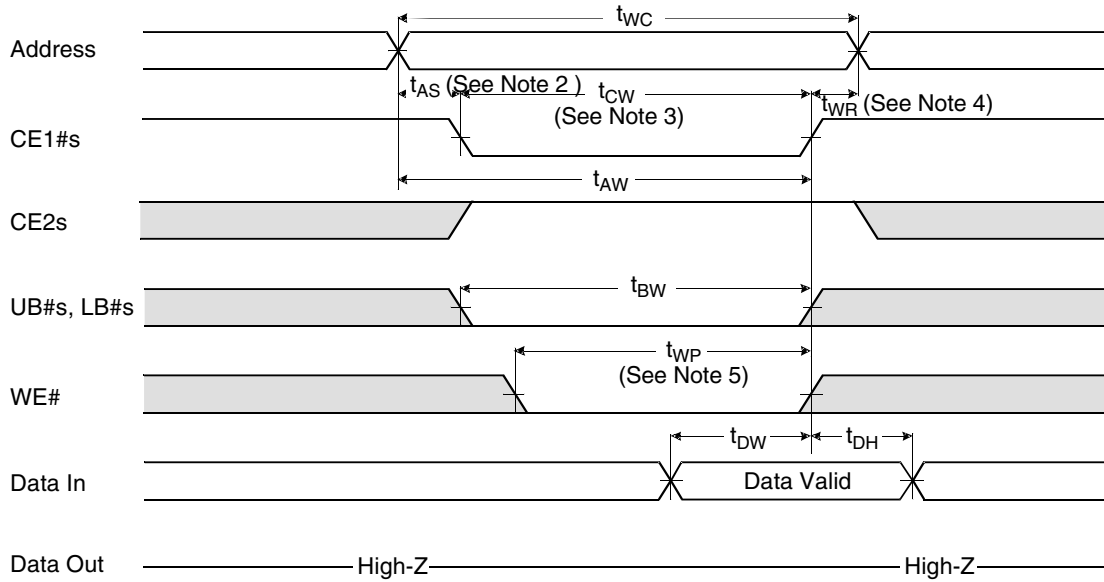 tWC
Address
tAS (See Note 2 )
tCW
(See Note 3)
tWR (See Note 4)
CE1#s
tAW
CE2s
UB#s, LB#s
tBW
tWP
(See Note 5)
WE#
tDW
tDH
Data In
Data Valid
Data Out
High-Z
High-Z